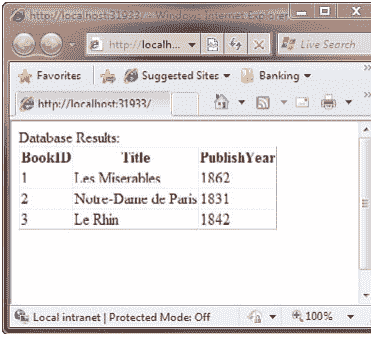 http://localhost:31933/ - Windows Internet Explorer
http://localh...
Live Search
Favorites Suggested Sites Banking
http://localhost:31933/
Database Results:
BookID Title PublishYear
1 Les Miserables 1862
2 Notre-Dame de Paris 1831
3 Le Rhin 1842
Local intranet | Protected Mode: Off 100%